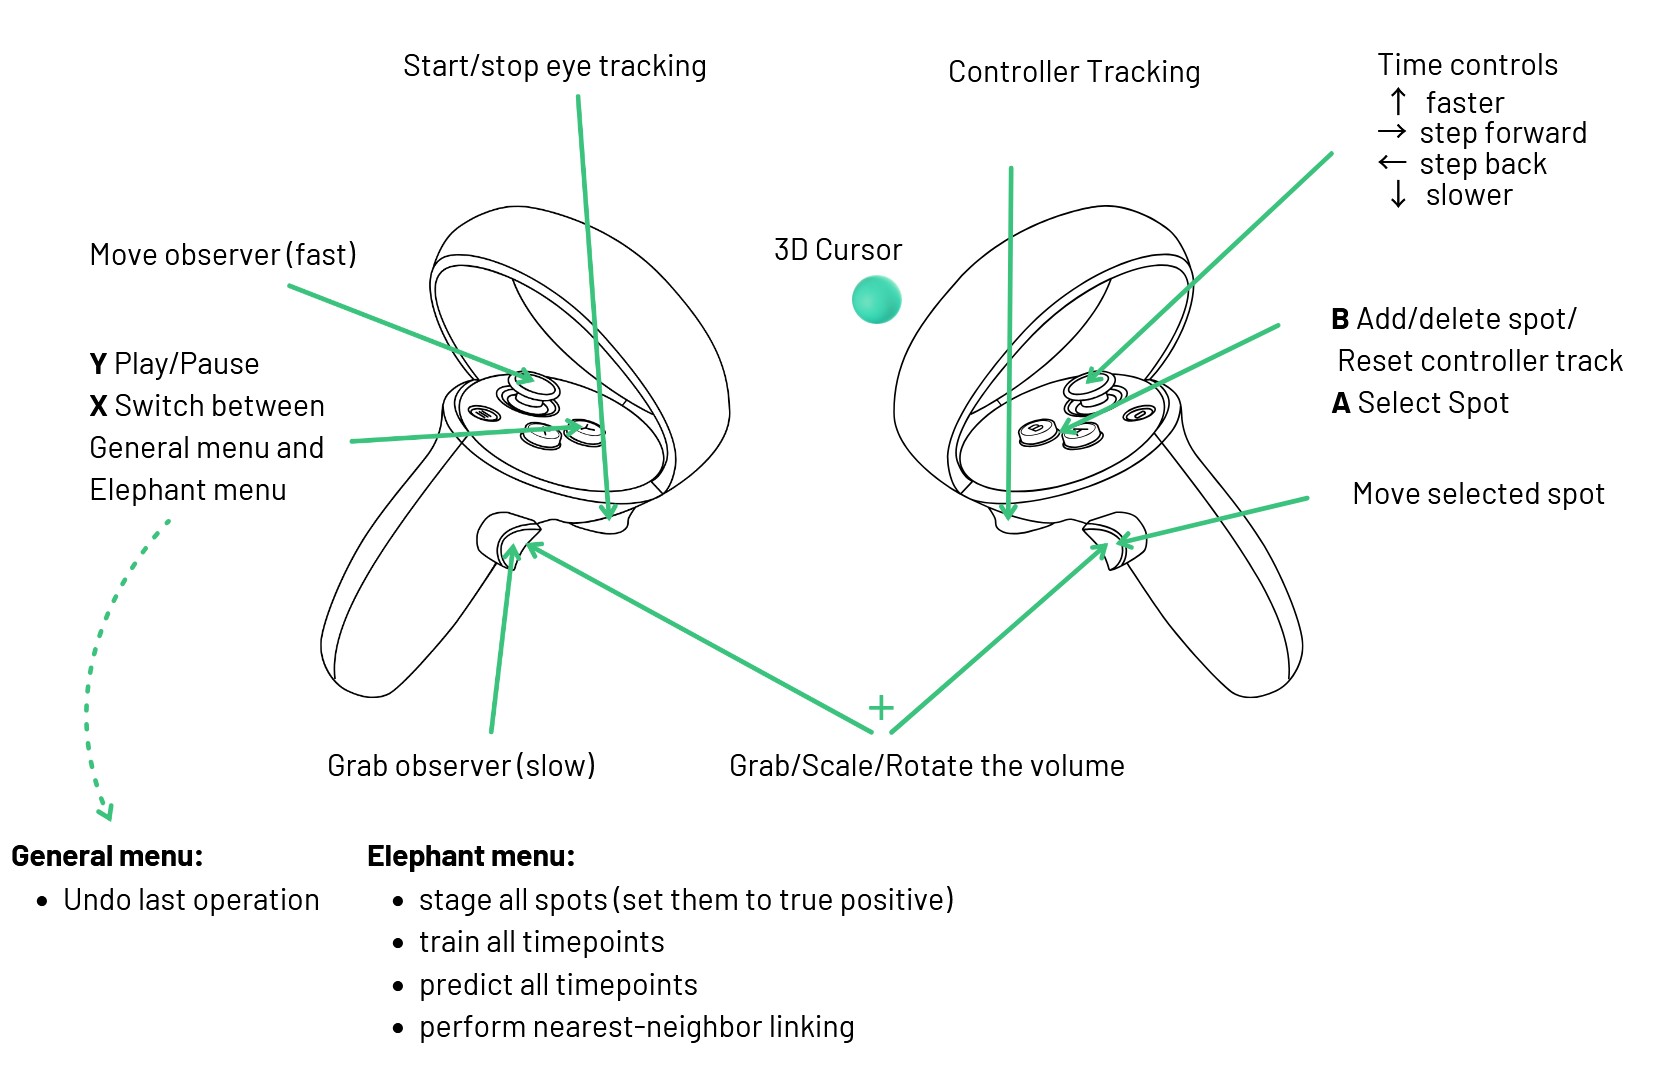 Start/stop eye tracking
Controller Tracking
Time controls
↑ faster
→ step forward
← step back
↓ slower
Move observer (fast)
3D Cursor
Y Play/Pause
X Switch between
General menu and
Elephant menu
B Add/delete spot/
Reset controller track
A Select Spot
Move selected spot
B
+
Grab observer (slow)
Grab/Scale/Rotate the volume
General menu:
• Undo last operation
Elephant menu:
• stage all spots (set them to true positive)
• train all timepoints
• predict all timepoints
• perform nearest-neighbor linking